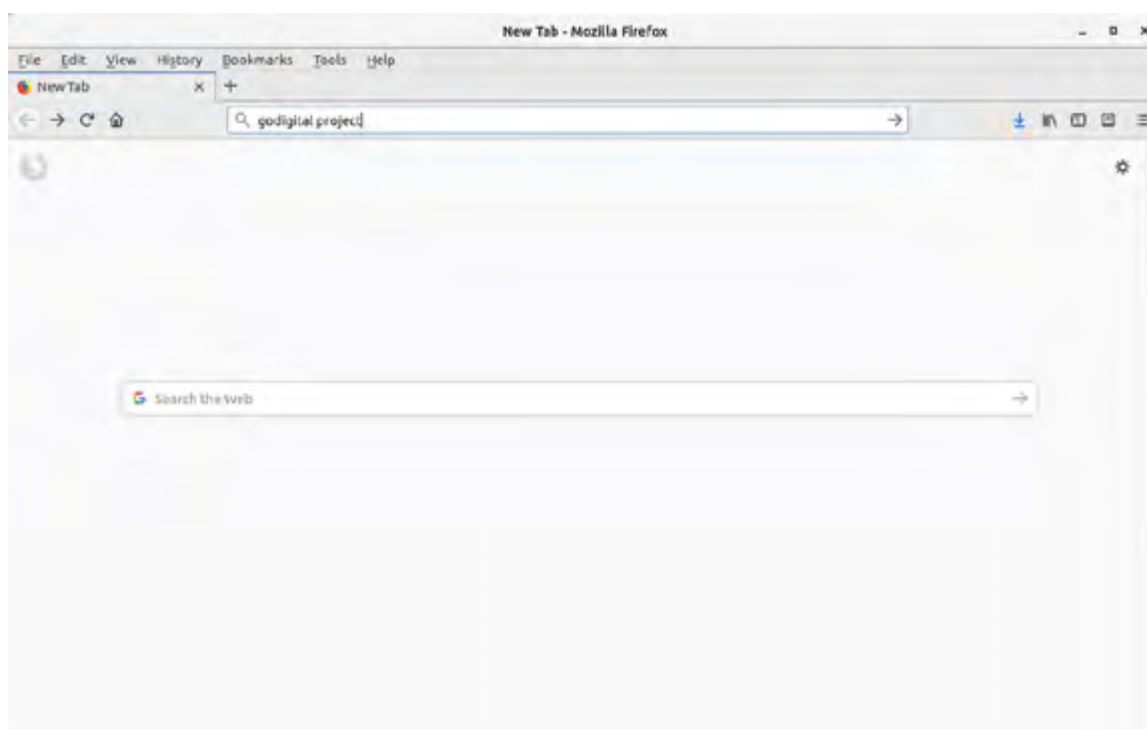 New Tab - Mozilla Firefox
File Edit View History Bookmarks Tools Help
New Tab
godigital project
Search the Web